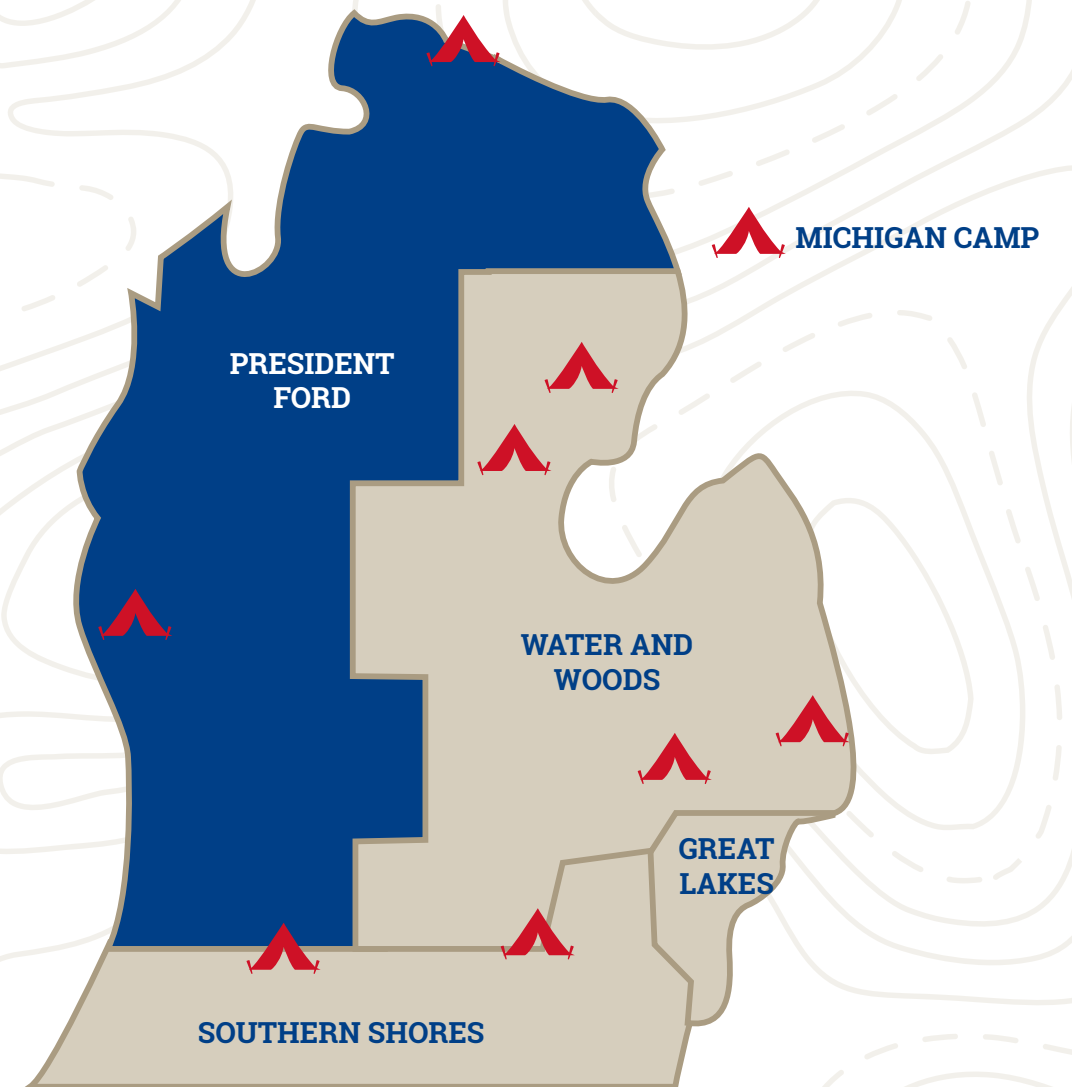 MICHIGAN CAMP
PRESIDENT
FORD
WATER AND
WOODS
GREAT
LAKES
SOUTHERN SHORES